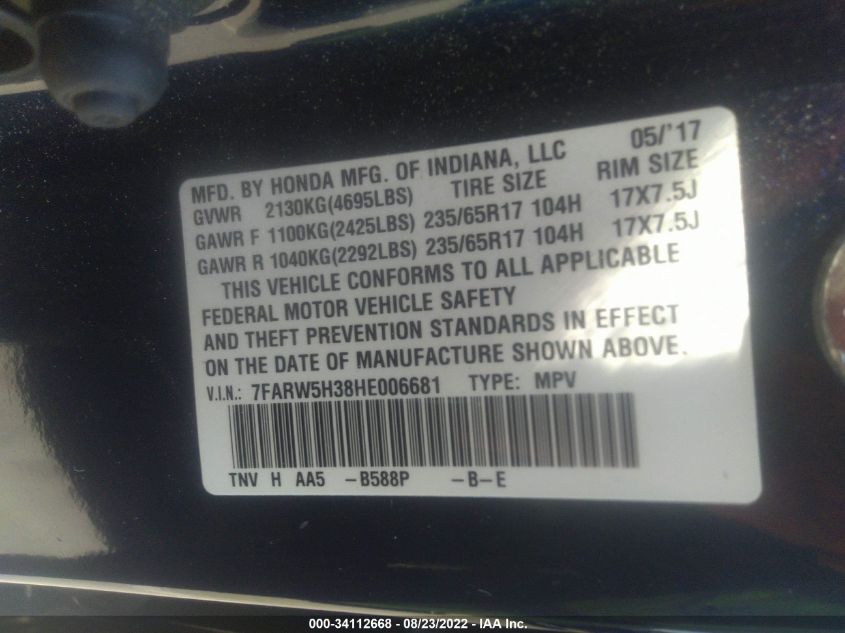 05/'17
MFD. BY HONDA MFG. OF INDIANA, LLC
GVWR 2130KG(4695LBS) TIRE SIZE RIM SIZE
GAWR F 1100KG(2425LBS) 235/65R17 104H 17X7.5J
GAWR R 1040KG(2292LBS) 235/65R17 104H 17X7.5J
THIS VEHICLE CONFORMS TO ALL APPLICABLE
FEDERAL MOTOR VEHICLE SAFETY
AND THEFT PREVENTION STANDARDS IN EFFECT
ON THE DATE OF MANUFACTURE SHOWN ABOVE.
V.I.N.: 7FARW5H38HE006681 TYPE: MPV
TNV H AA5 -B588P -B-E
000-34112668 - 08/23/2022 - IAA Inc.